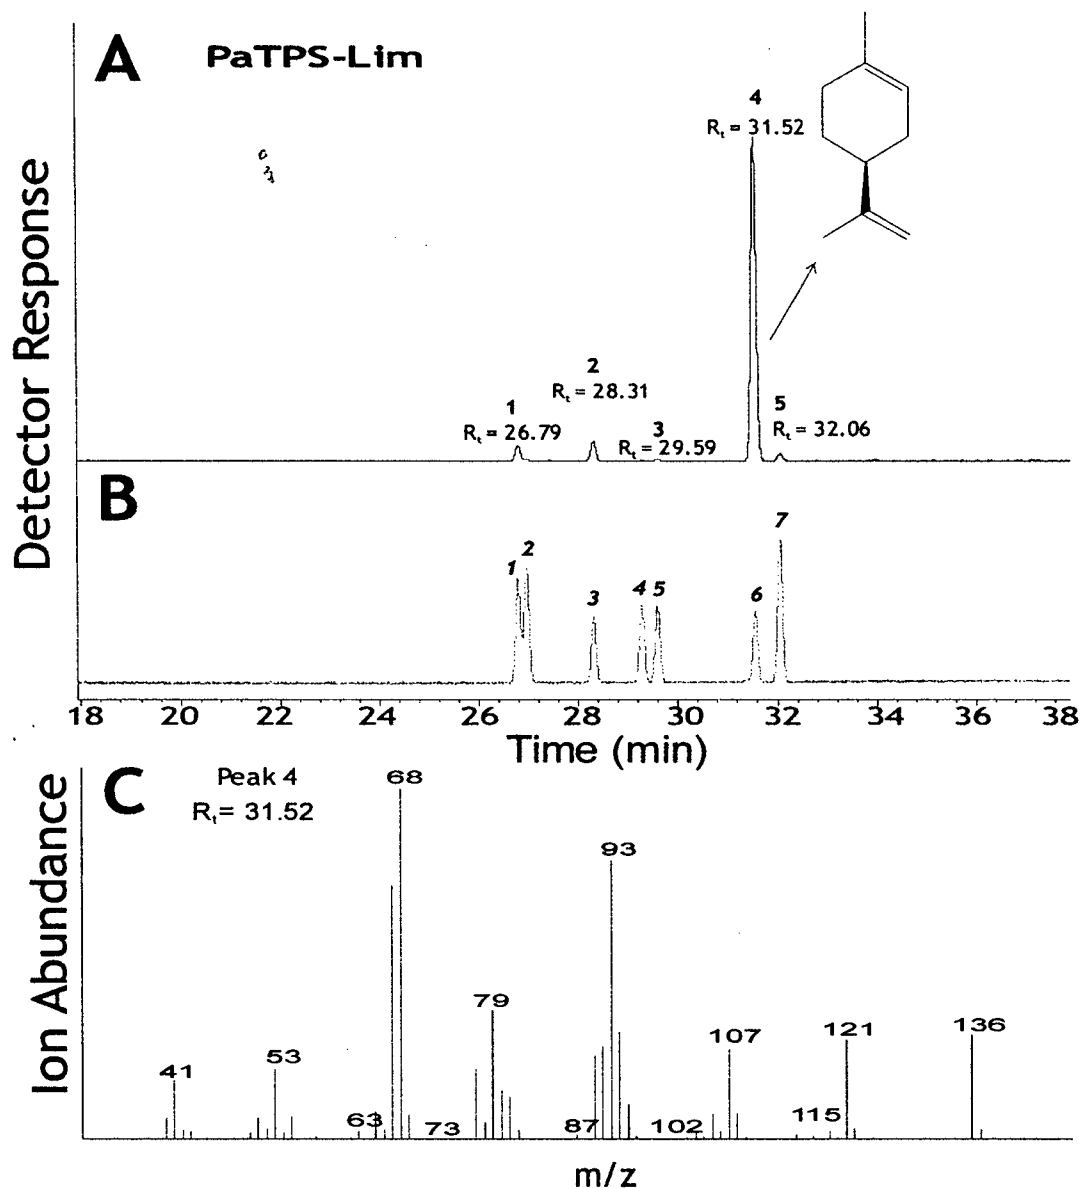 A
PaTPS-Lim
4
Rt = 31.52
2
Rt = 28.31
1
Rt = 26.79
3
Rt = 29.59
5
Rt = 32.06
Detector Response
B
1
2
3
4
5
6
7
18 20 22 24 26 28 30 32 34 36 38
Time (min)
C
Peak 4
Rt= 31.52
68
93
79
41
53
63
73
87
102
107
115
121
136
Ion Abundance
m/z